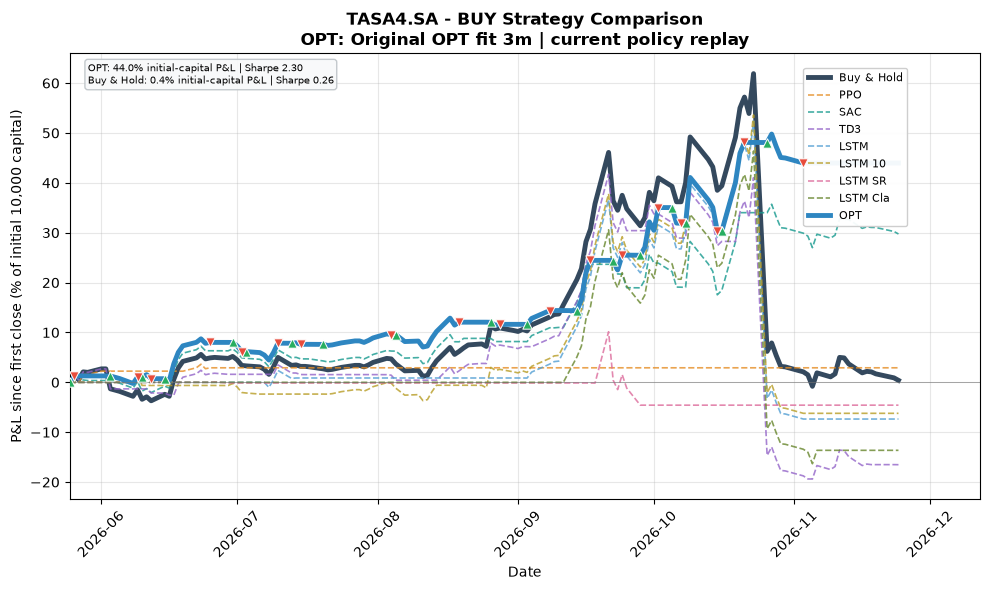 TASA4.SA - BUY Strategy Comparison
OPT: Original OPT fit 3m | current policy replay
OPT: 44.0% initial-capital P&L | Sharpe 2.30
Buy & Hold: 0.4% initial-capital P&L | Sharpe 0.26
Buy & Hold
PPO
SAC
TD3
LSTM
LSTM 10
LSTM SR
LSTM Cla
OPT
P&L since first close (% of initial 10,000 capital)
60
50
40
30
20
10
0
−10
−20
2026-06
2026-07
2026-08
2026-09
2026-10
2026-11
2026-12
Date